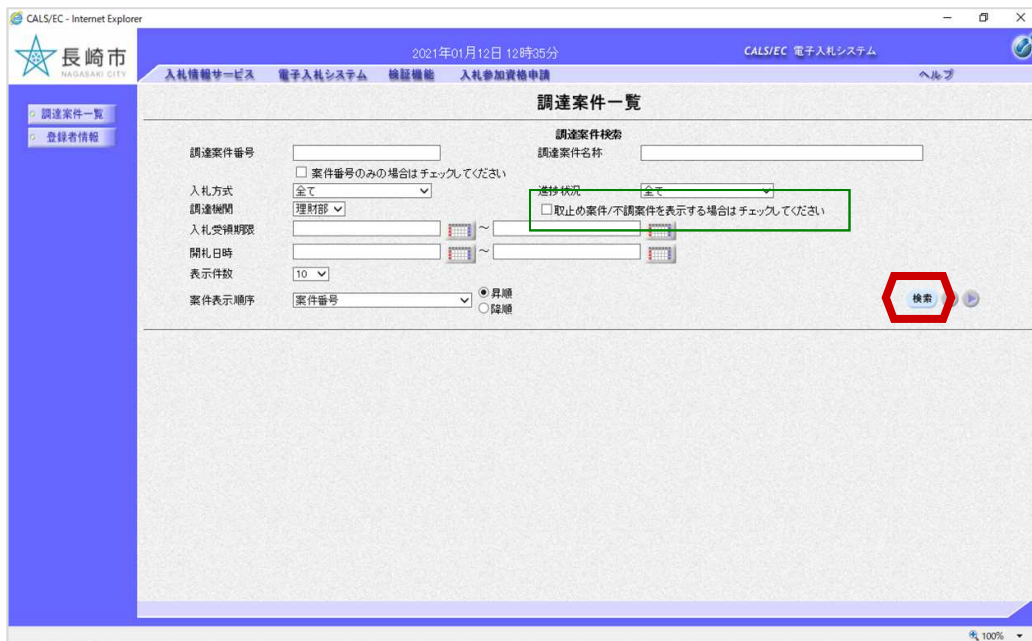 CALS/EC - Internet Explorer
長崎市
NAGASAKI CITY
2021年01月12日 12時35分
CALS/EC 電子入札システム
入札情報サービス 電子入札システム 検証機能 入札参加資格申請 ヘルプ
調達案件一覧
登録者情報
調達案件一覧
調達案件検索
調達案件番号 調達案件名称
案件番号のみの場合はチェックしてください
入札方式 全て 進捗状況 全て
調達機関 理財部 取止め案件/不調案件を表示する場合はチェックしてください
入札受領期限 ~
開札日時 ~
表示件数 10
案件表示順序 案件番号 昇順
降順
検索
100%